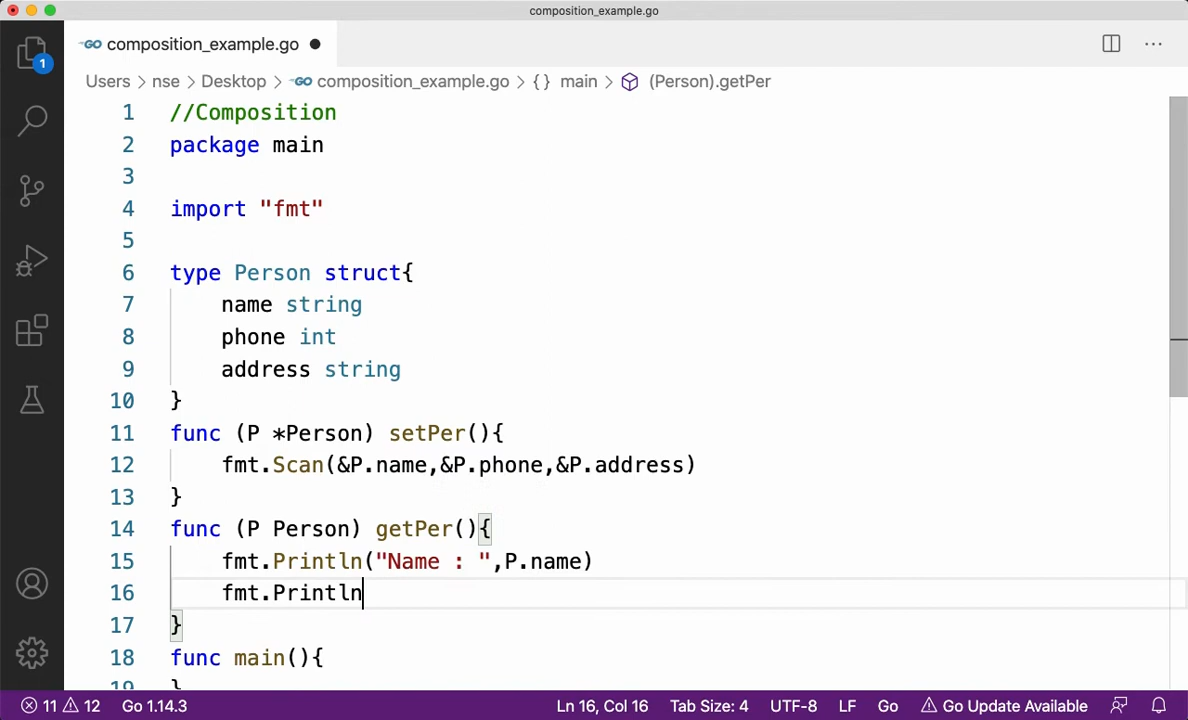 composition_example.go
GO composition_example.go
1
Users > nse > Desktop > GO composition_example.go > {} main > (Person).getPer
1 //Composition
2 package main
3
4 import "fmt"
5
6 type Person struct{
7 name string
8 phone int
9 address string
10 }
11 func (P *Person) setPer(){
12 fmt.Scan(&P.name,&P.phone,&P.address)
13 }
14 func (P Person) getPer(){
15 fmt.Println("Name : ",P.name)
16 fmt.Println
17 }
18 func main(){
19 }
11 12 Go 1.14.3 Ln 16, Col 16 Tab Size: 4 UTF-8 LF Go Go Update Available